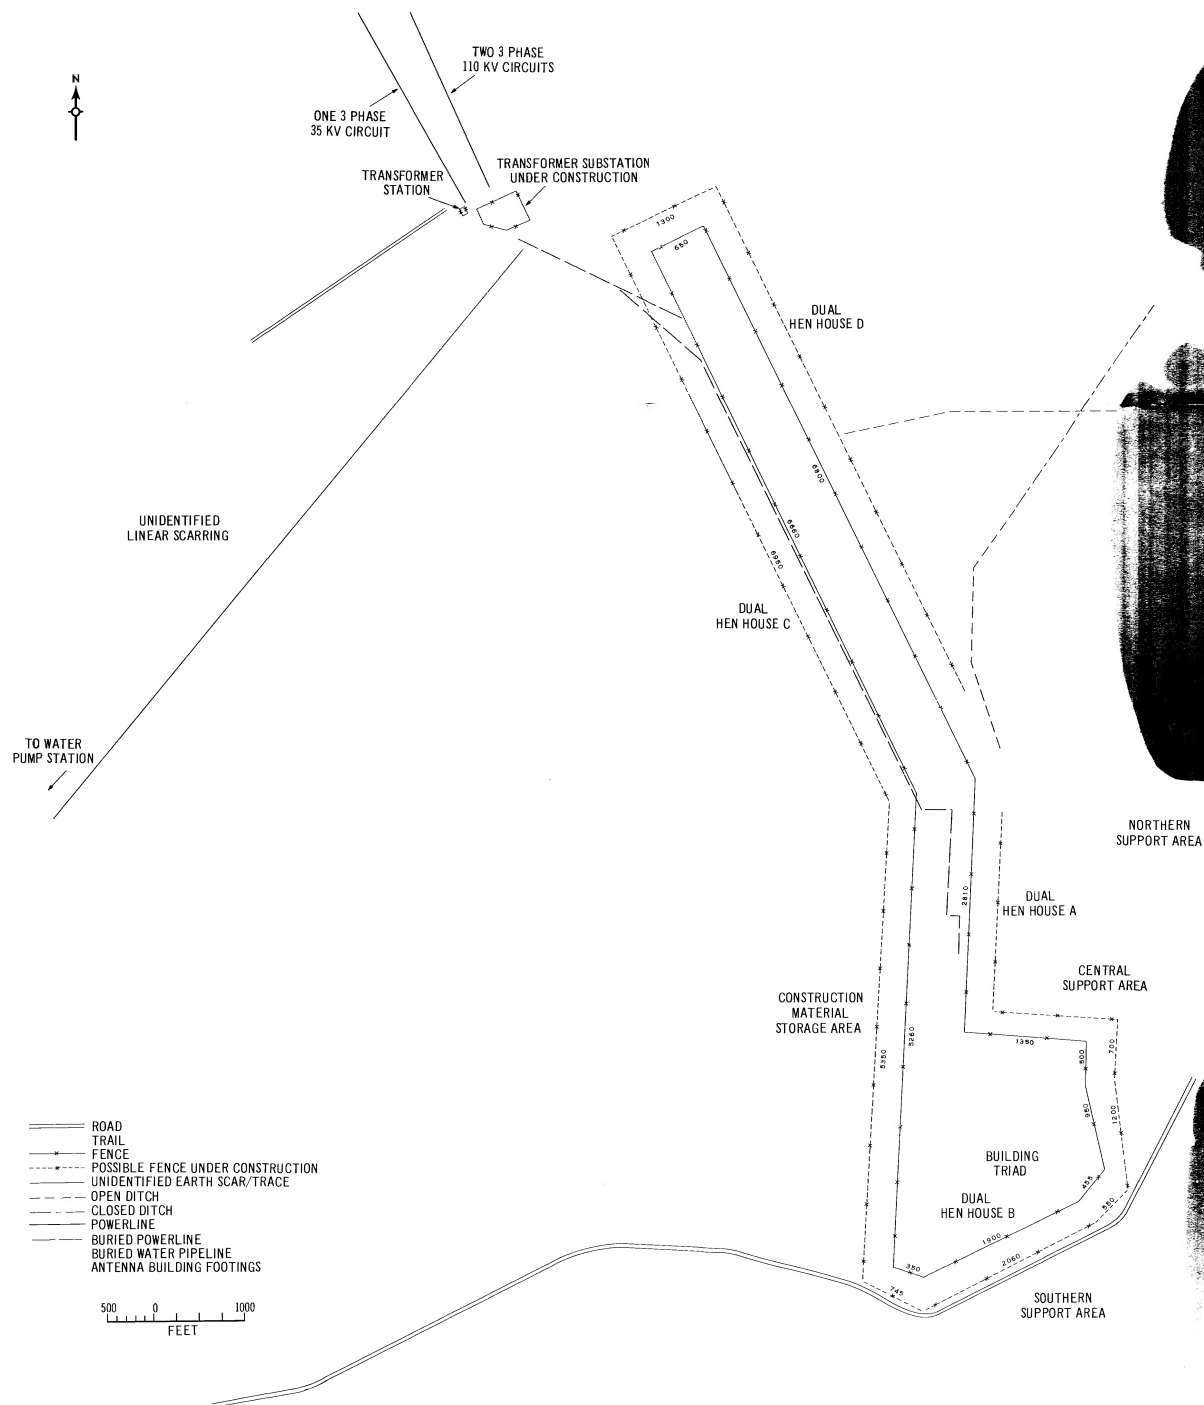 N
TWO 3 PHASE
110 KV CIRCUITS
ONE 3 PHASE
35 KV CIRCUIT
TRANSFORMER
STATION
TRANSFORMER SUBSTATION
UNDER CONSTRUCTION
1300
650
DUAL
HEN HOUSE D
6800
UNIDENTIFIED
LINEAR SCARRING
6660
6950
DUAL
HEN HOUSE C
TO WATER
PUMP STATION
NORTHERN
SUPPORT AREA
2810
DUAL
HEN HOUSE A
CENTRAL
SUPPORT AREA
CONSTRUCTION
MATERIAL
STORAGE AREA
5350
5260
1350
500
700
950
1200
BUILDING
TRIAD
455
DUAL
HEN HOUSE B
550
1900
2060
350
745
SOUTHERN
SUPPORT AREA
ROAD
TRAIL
FENCE
POSSIBLE FENCE UNDER CONSTRUCTION
UNIDENTIFIED EARTH SCAR/TRACE
OPEN DITCH
CLOSED DITCH
POWERLINE
BURIED POWERLINE
BURIED WATER PIPELINE
ANTENNA BUILDING FOOTINGS
500 0 1000
FEET